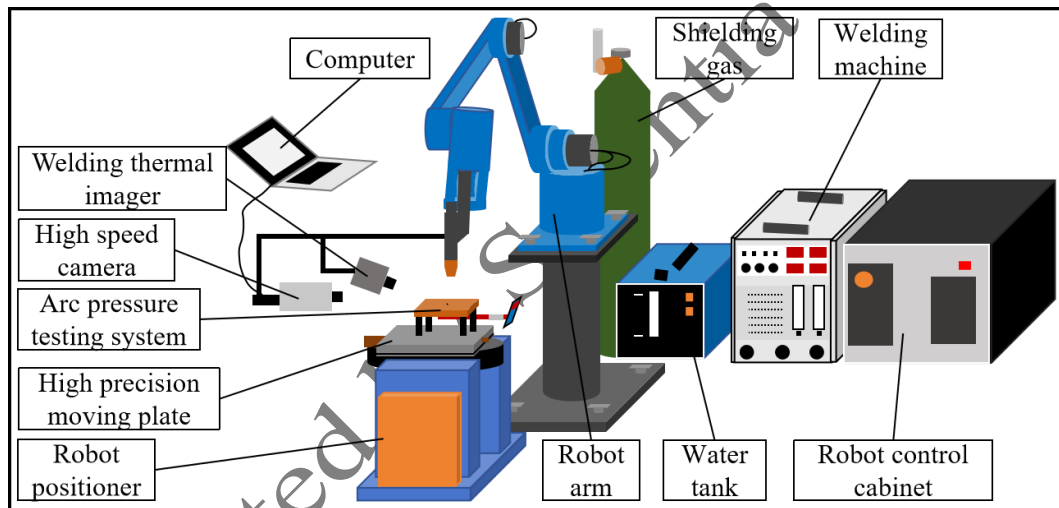 Computer
Shielding
gas
Welding
machine
Welding thermal
imager
High speed
camera
Arc pressure
testing system
High precision
moving plate
Robot
positioner
Robot
arm
Water
tank
Robot control
cabinet